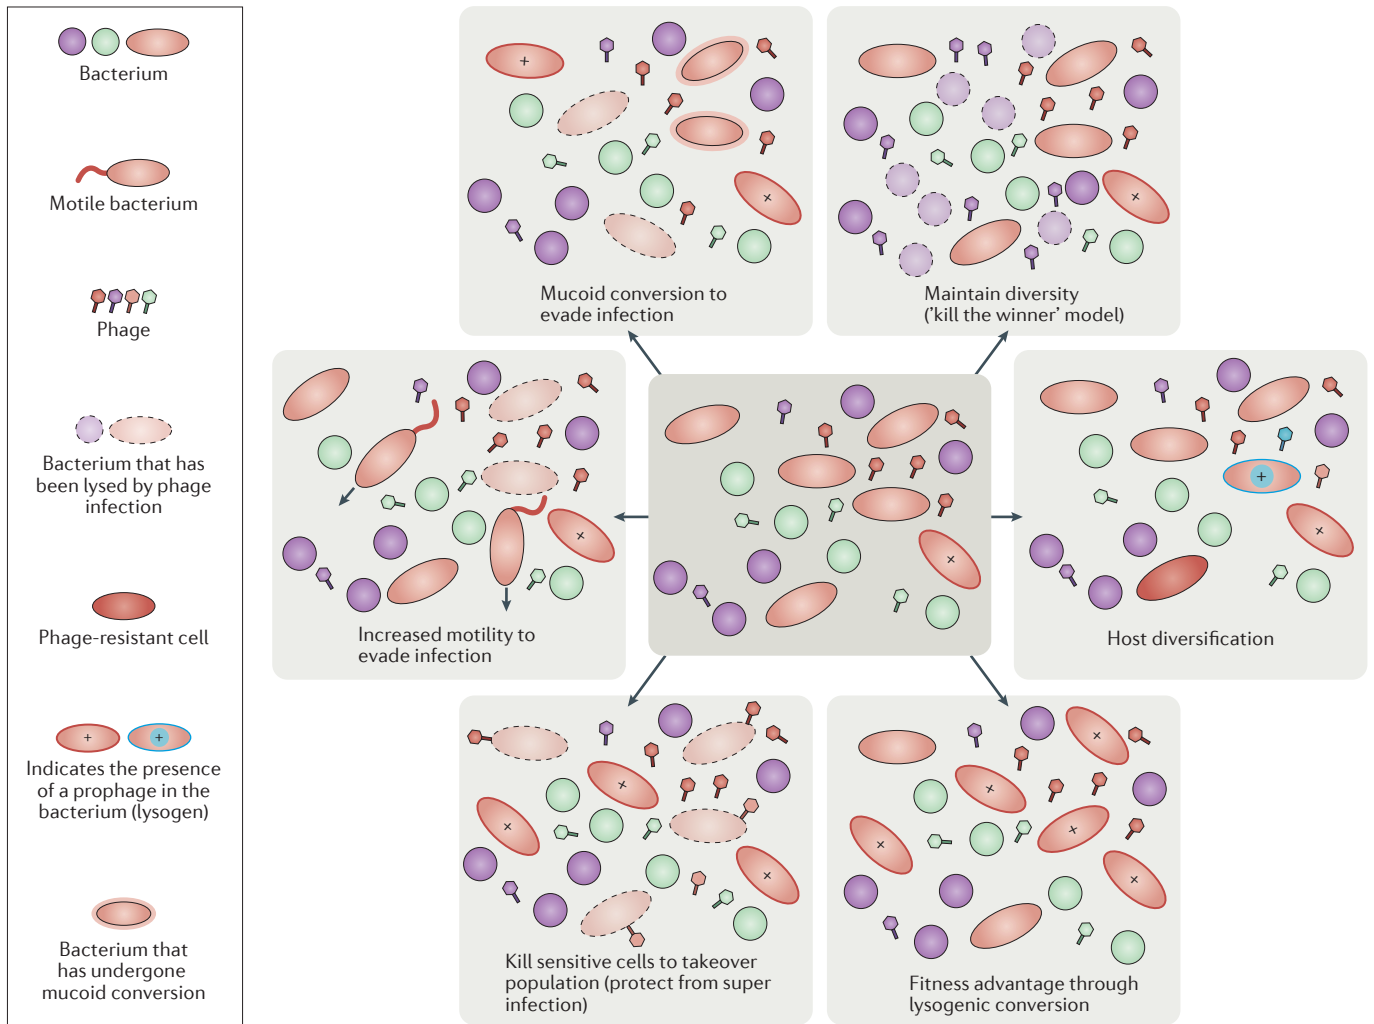 Bacterium
Motile bacterium
Phage
Bacterium that has
been lysed by phage
infection
Phage-resistant cell
+ +
Indicates the presence
of a prophage in the
bacterium (lysogen)
Bacterium that
has undergone
mucoid conversion
+
+
Mucoid conversion to
evade infection
+
Maintain diversity
('kill the winner' model)
+
Increased motility to
evade infection
+
+
+
Host diversification
+
+
+
Kill sensitive cells to takeover
population (protect from super
infection)
+
+
+
+
+
Fitness advantage through
lysogenic conversion